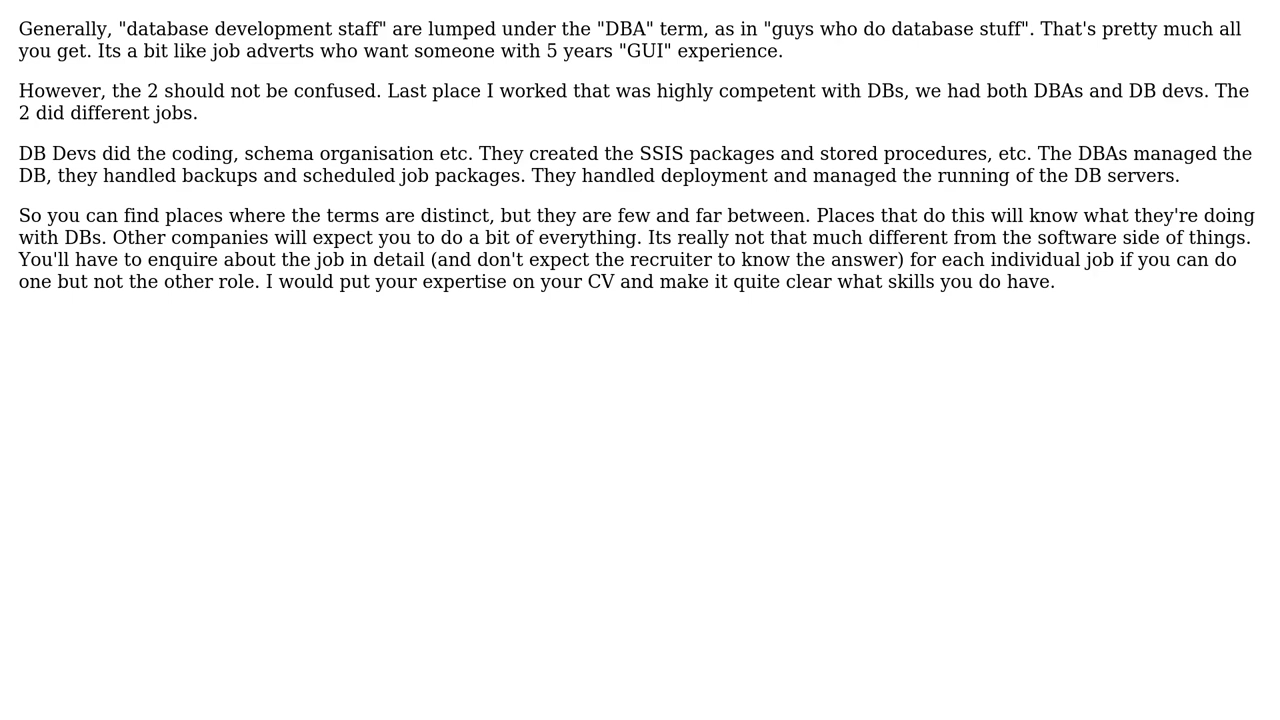 Generally, "database development staff" are lumped under the "DBA" term, as in "guys who do database stuff". That's pretty much all
you get. Its a bit like job adverts who want someone with 5 years "GUI" experience.
However, the 2 should not be confused. Last place I worked that was highly competent with DBs, we had both DBAs and DB devs. The
2 did different jobs.
DB Devs did the coding, schema organisation etc. They created the SSIS packages and stored procedures, etc. The DBAs managed the
DB, they handled backups and scheduled job packages. They handled deployment and managed the running of the DB servers.
So you can find places where the terms are distinct, but they are few and far between. Places that do this will know what they're doing
with DBs. Other companies will expect you to do a bit of everything. Its really not that much different from the software side of things.
You'll have to enquire about the job in detail (and don't expect the recruiter to know the answer) for each individual job if you can do
one but not the other role. I would put your expertise on your CV and make it quite clear what skills you do have.